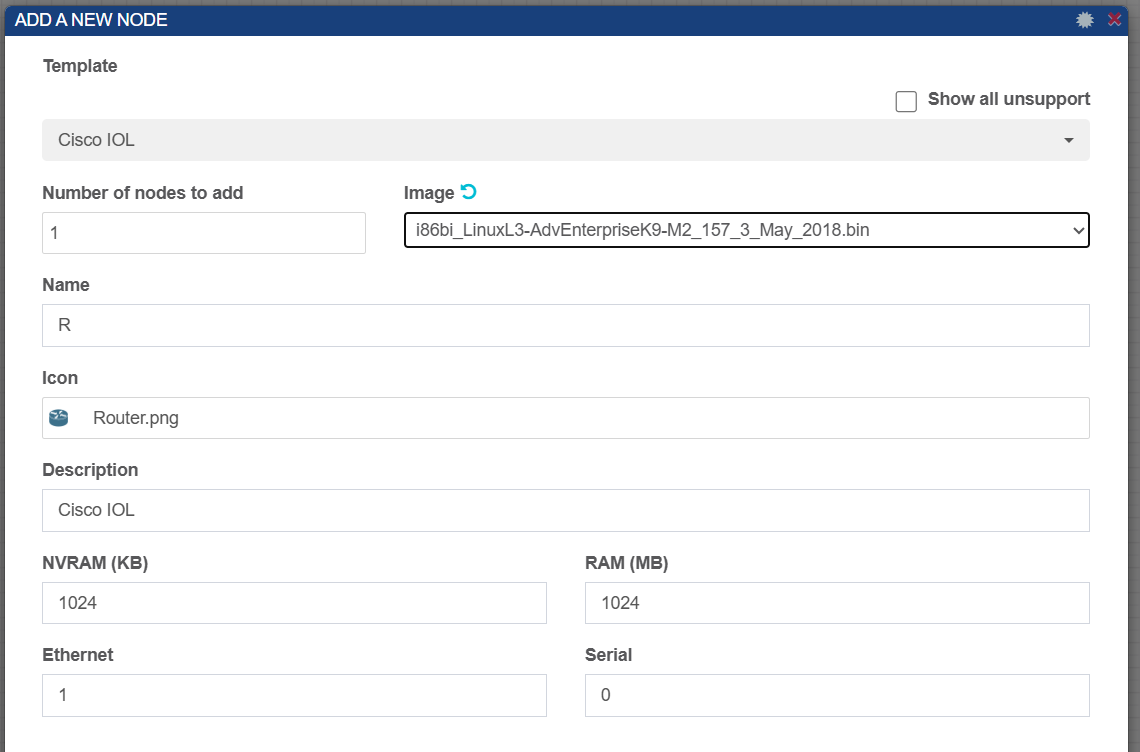 ADD A NEW NODE
Template
Show all unsupport
Cisco IOL
Number of nodes to add
Image
1
i86bi_LinuxL3-AdvEnterpriseK9-M2_157_3_May_2018.bin
Name
R
Icon
Router.png
Description
Cisco IOL
NVRAM (KB)
RAM (MB)
1024
1024
Ethernet
Serial
1
0